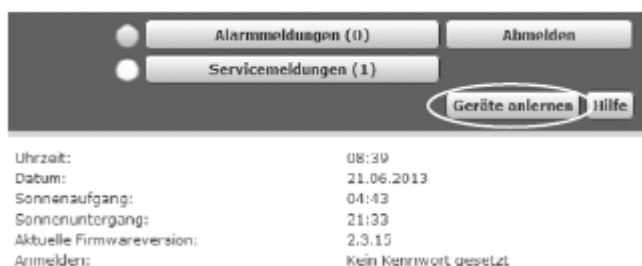 Alarmmeldungen (0) Abmelden
Servicemeldungen (1)
Geräte anlernen Hilfe
Uhrzeit: 08:39
Datum: 21.06.2013
Sonnenaufgang: 04:43
Sonnenuntergang: 21:33
Aktuelle Firmwareversion: 2.3.15
Anmelden: Kein Kennwort gesetzt